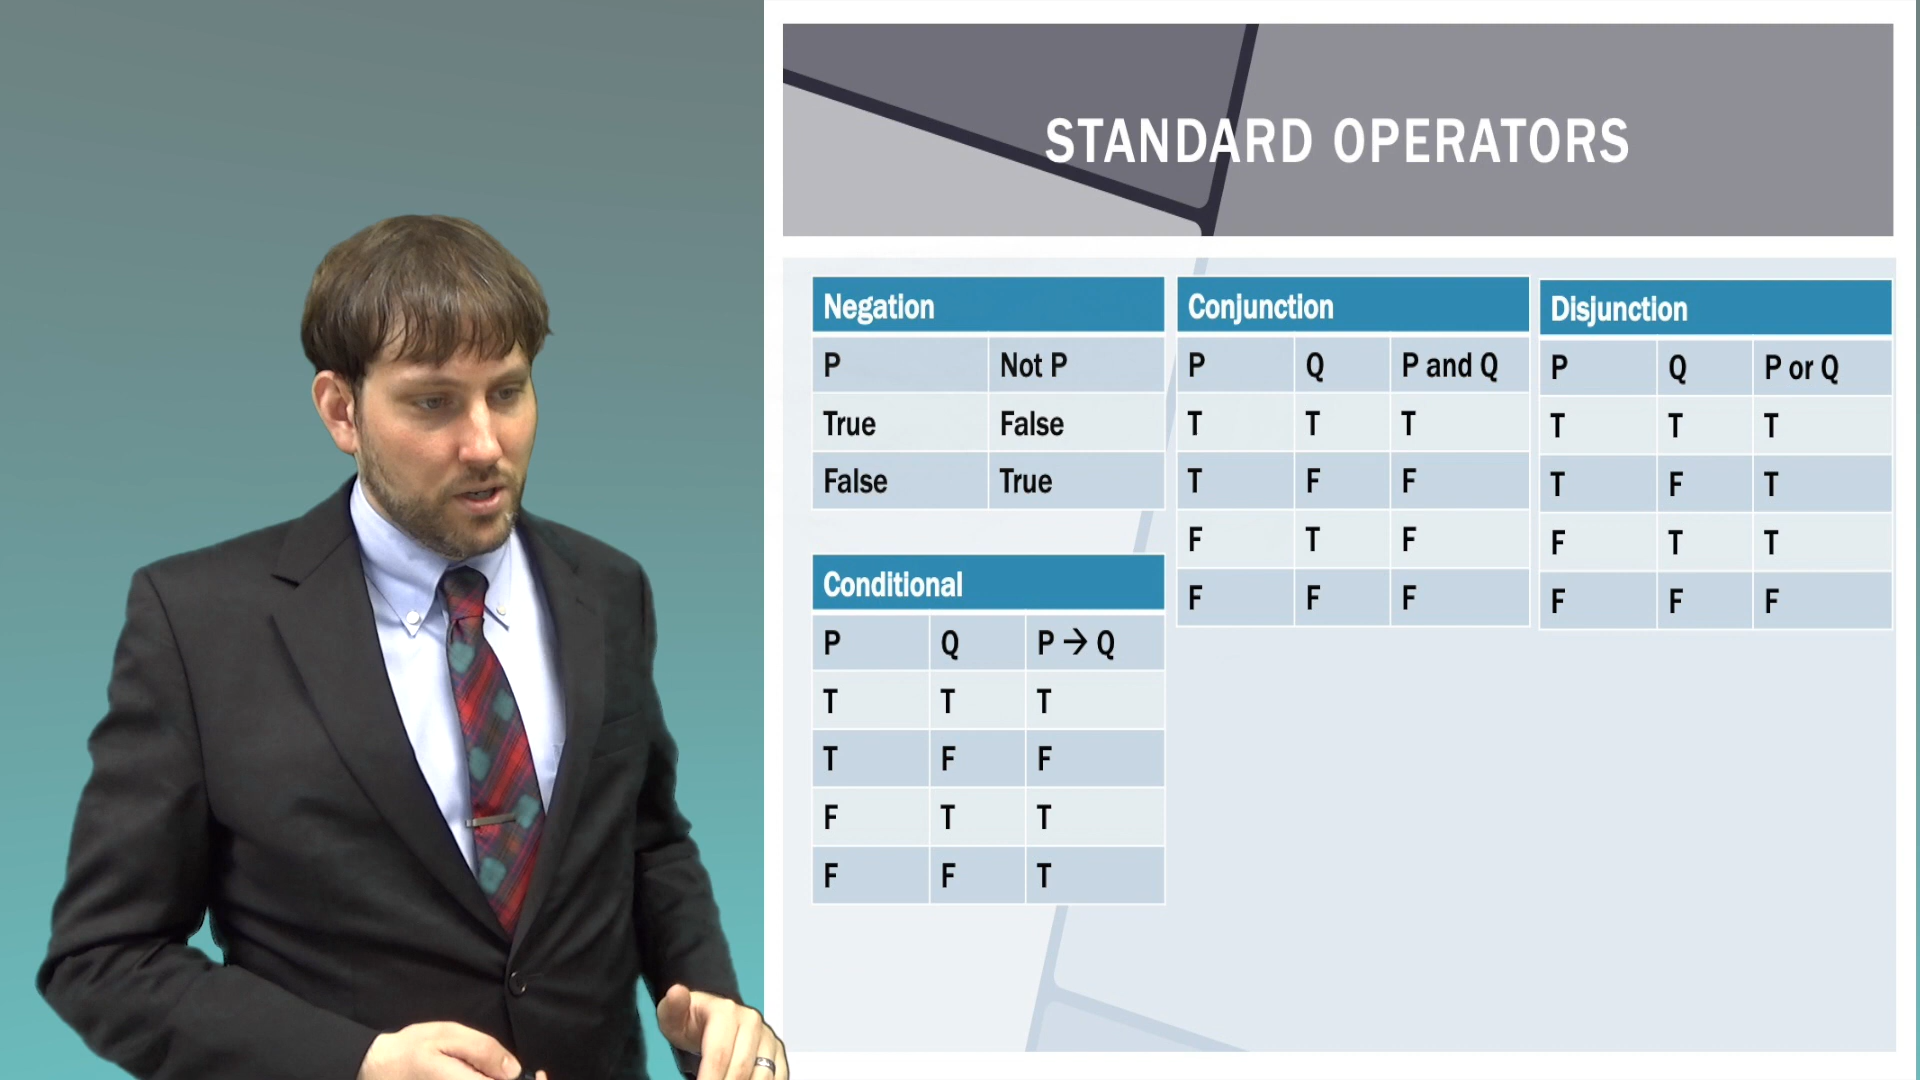 STANDARD OPERATORS
Negation
P Not P
True False
False True
Conjunction
P Q P and Q
T T T
T F F
F T F
F F F
Disjunction
P Q P or Q
T T T
T F T
F T T
F F F
Conditional
P Q P → Q
T T T
T F F
F T T
F F T